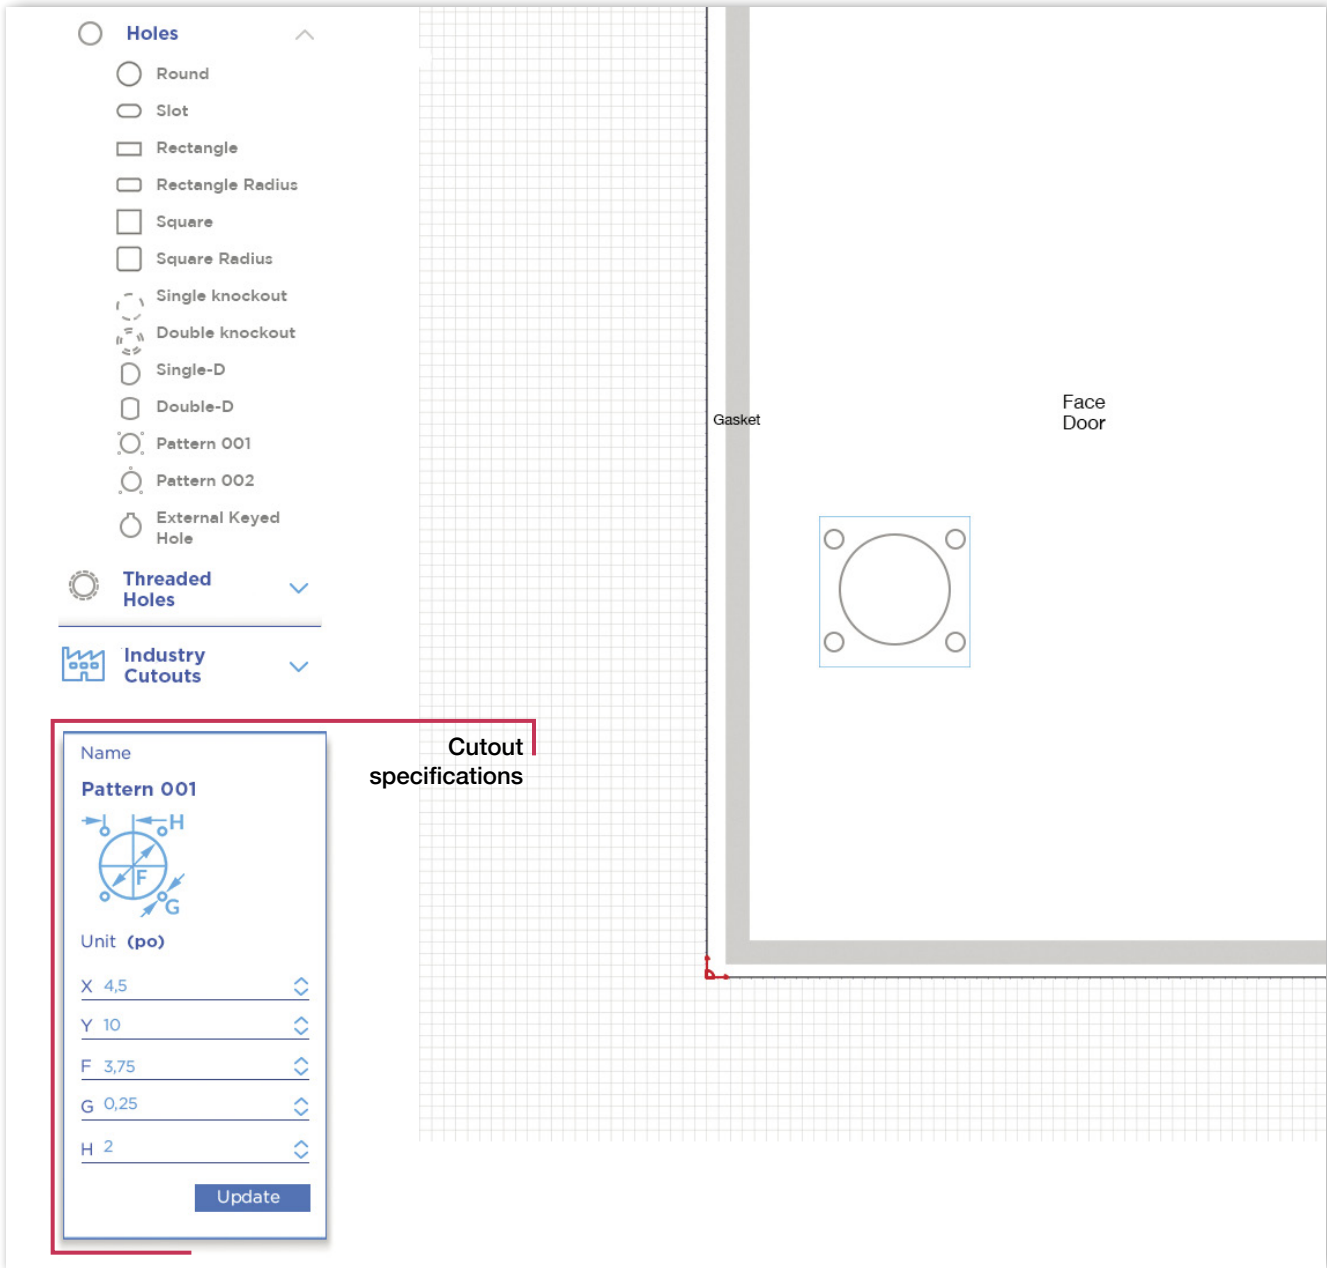 Holes
Round
Slot
Rectangle
Rectangle Radius
Square
Square Radius
Single knockout
Double knockout
Single-D
Double-D
Pattern 001
Pattern 002
External Keyed
Hole
Threaded
Holes
Industry
Cutouts
Gasket
Face
Door
Cutout
specifications
Name
Pattern 001
H
F
G
Unit (po)
X 4,5
Y 10
F 3,75
G 0,25
H 2
Update